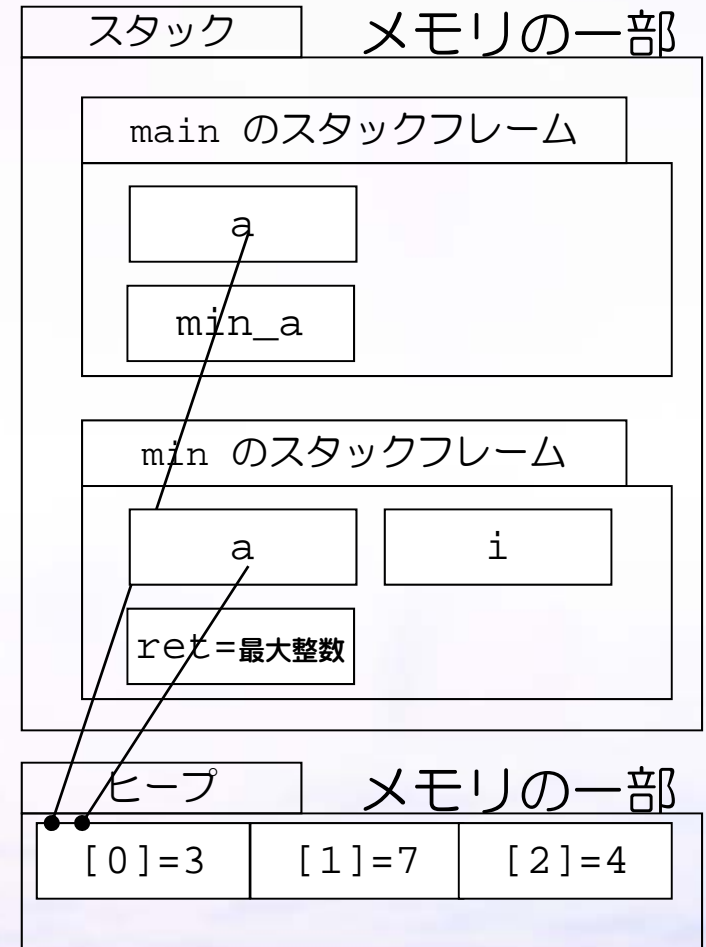 スタック
メモリの一部
main のスタックフレーム
a
min_a
min のスタックフレーム
a
i
ret=最大整数
ヒープ
メモリの一部
[0]=3
[1]=7
[2]=4